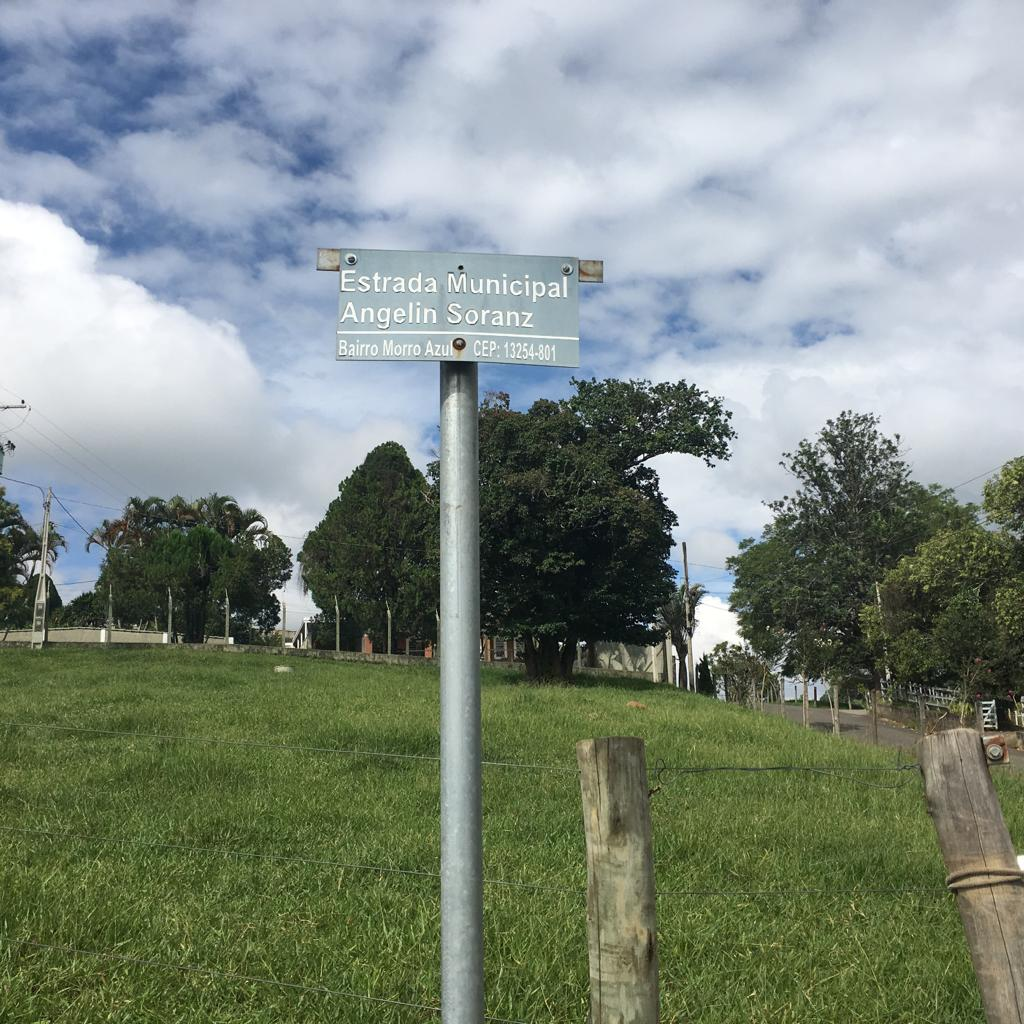 Estrada Municipal
Angelin Soranz
Bairro Morro Azul CEP: 13254-801